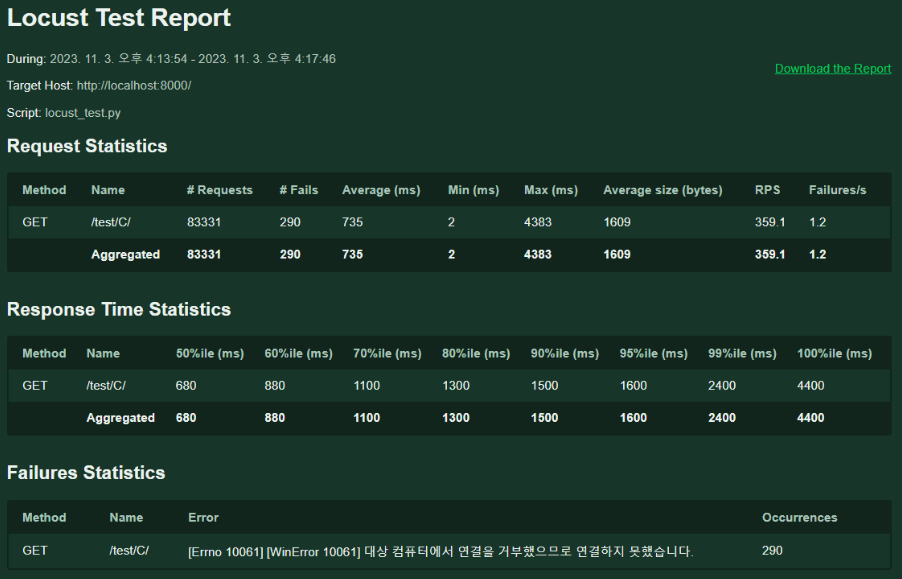 Locust Test Report
During: 2023. 11. 3. 오후 4:13:54 - 2023. 11. 3. 오후 4:17:46
Download the Report
Target Host: http://localhost:8000/
Script: locust_test.py
Request Statistics
Method Name # Requests # Fails Average (ms) Min (ms) Max (ms) Average size (bytes) RPS Failures/s
GET /test/C/ 83331 290 735 2 4383 1609 359.1 1.2
Aggregated 83331 290 735 2 4383 1609 359.1 1.2
Response Time Statistics
Method Name 50%ile (ms) 60%ile (ms) 70%ile (ms) 80%ile (ms) 90%ile (ms) 95%ile (ms) 99%ile (ms) 100%ile (ms)
GET /test/C/ 680 880 1100 1300 1500 1600 2400 4400
Aggregated 680 880 1100 1300 1500 1600 2400 4400
Failures Statistics
Method Name Error Occurrences
GET /test/C/ [Errno 10061] [WinError 10061] 대상 컴퓨터에서 연결을 거부했으므로 연결하지 못했습니다. 290